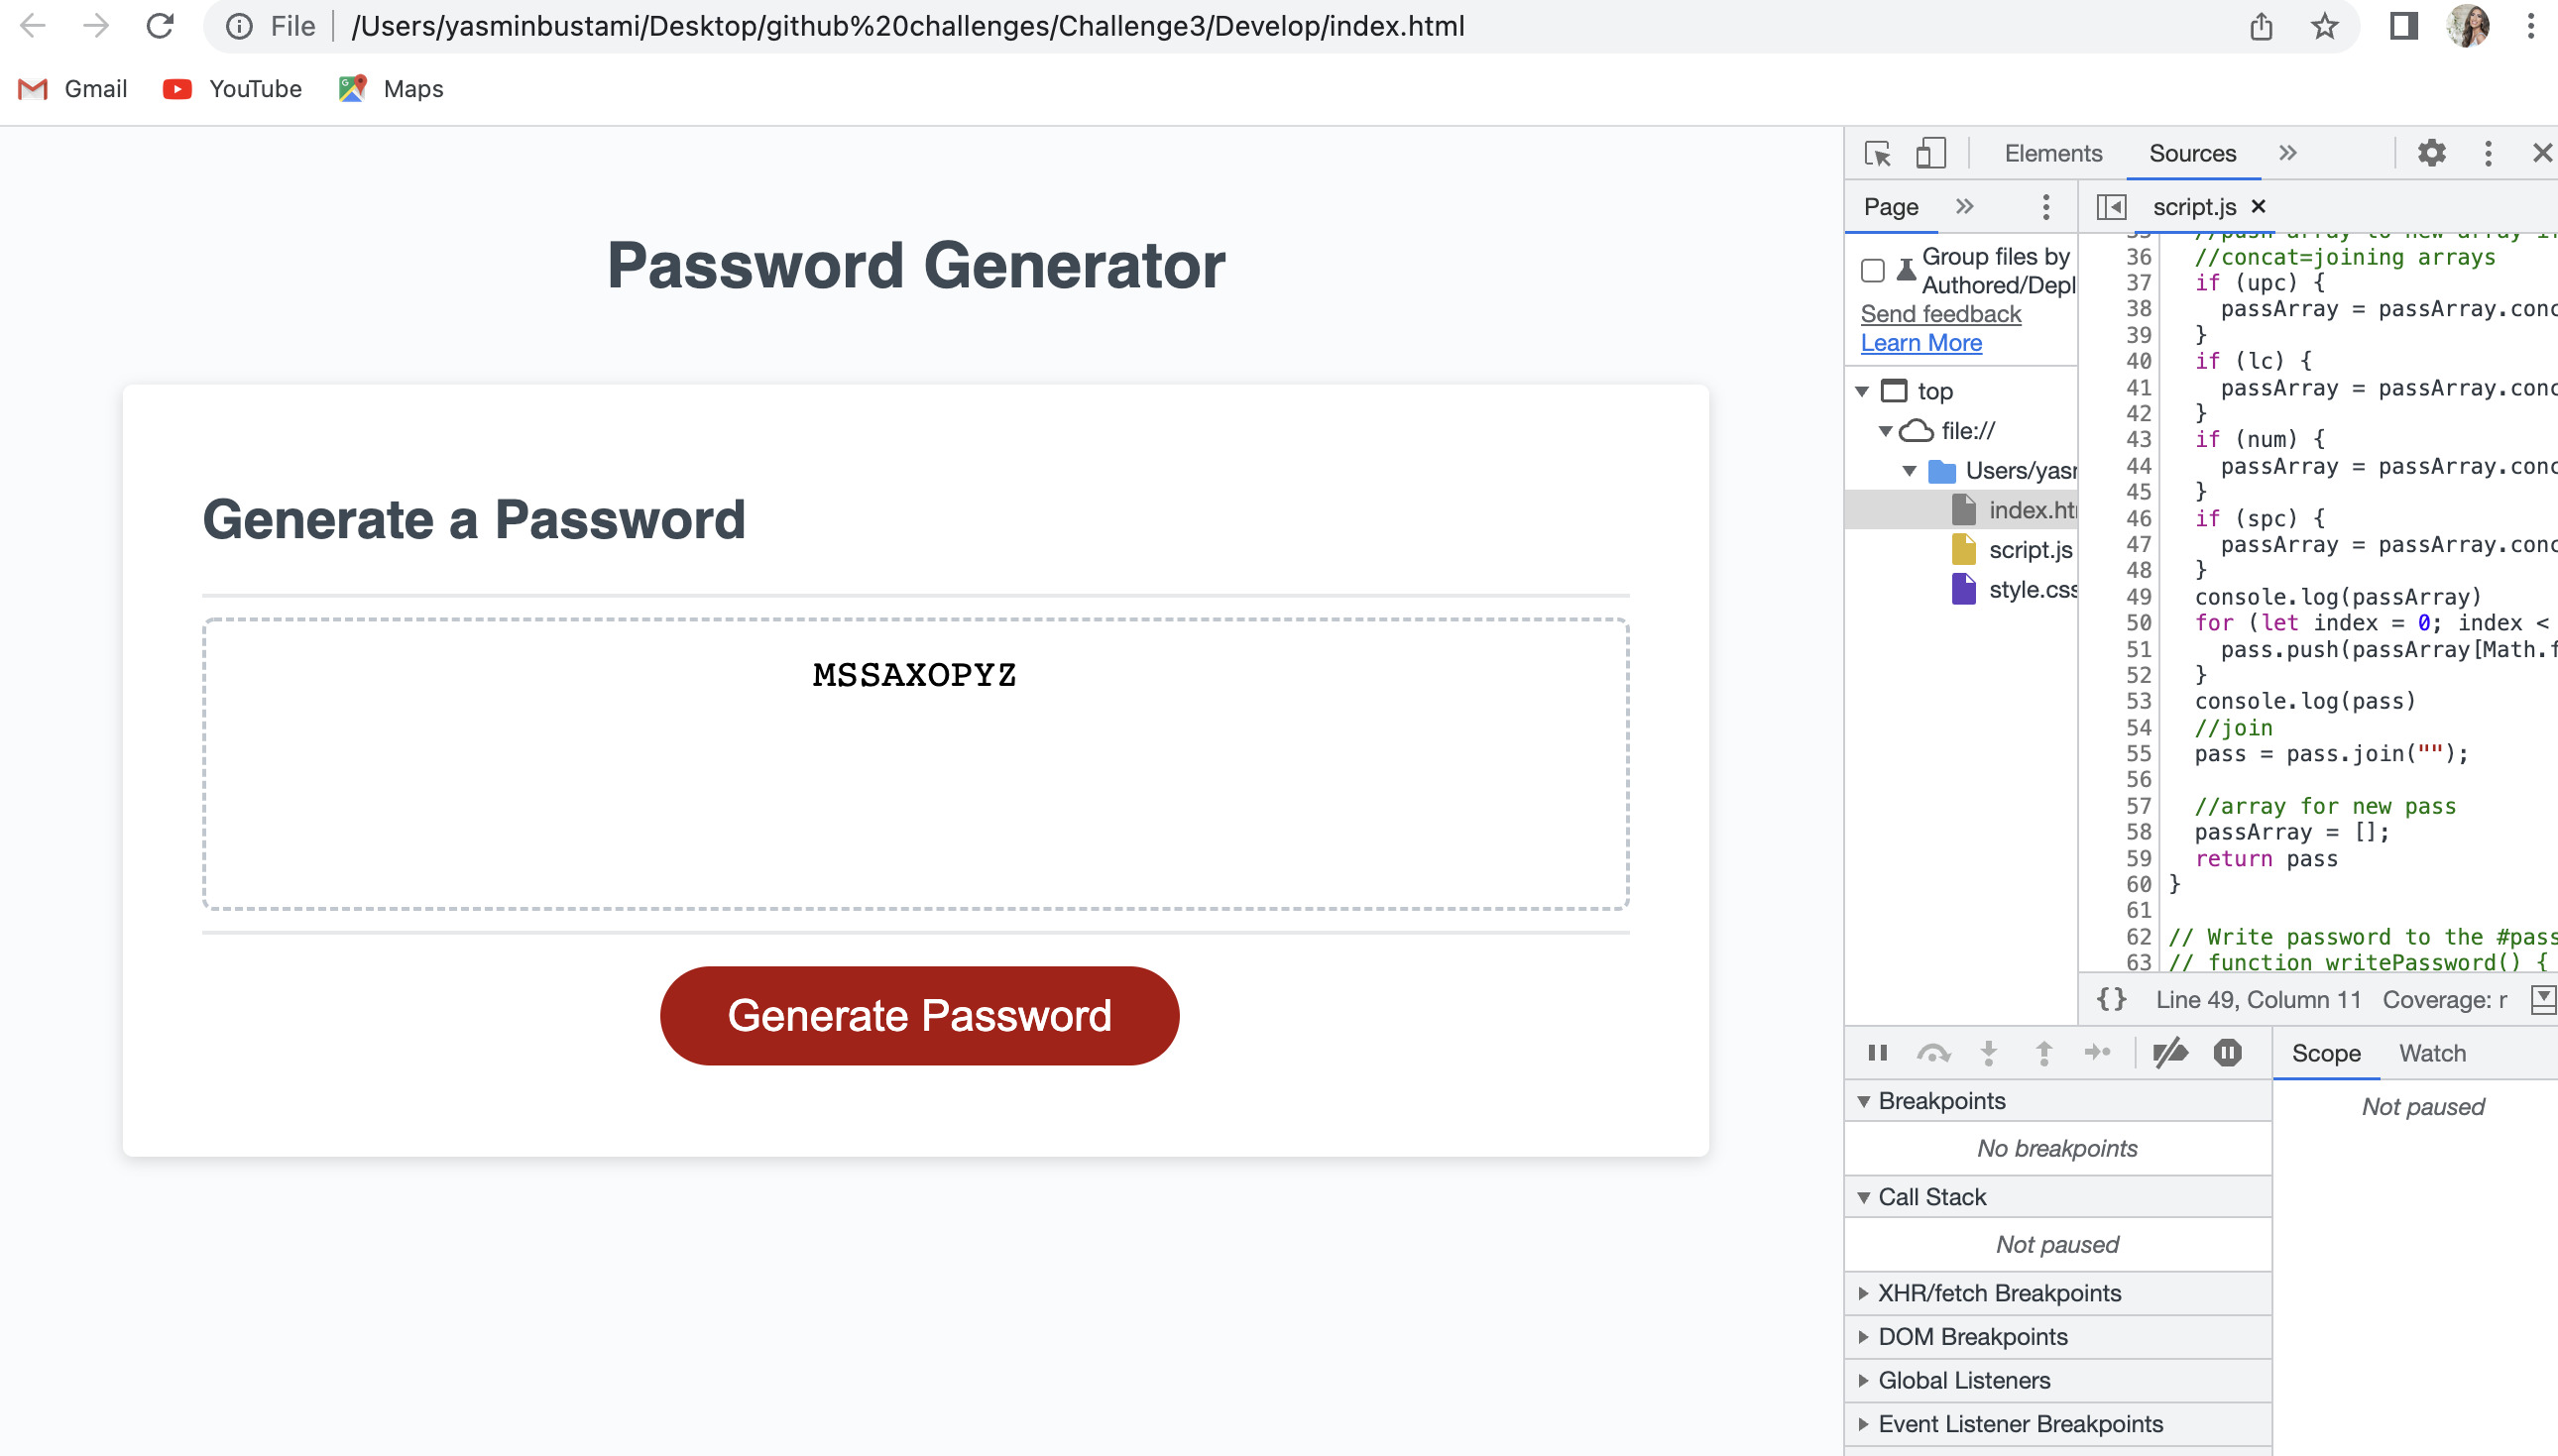 File /Users/yasminbustami/Desktop/github%20challenges/Challenge3/Develop/index.html
Gmail YouTube Maps
Password Generator
Generate a Password
MSSAXOPYZ
Generate Password
Elements Sources
Page
script.js
Group files by
Authored/Depl
Send feedback
Learn More
top
file://
Users/yasr
index.htm
script.js
style.css
35 //push array to new array if
36 //concat=joining arrays
37 if (upc) {
38 passArray = passArray.conc
39 }
40 if (lc) {
41 passArray = passArray.conc
42 }
43 if (num) {
44 passArray = passArray.conc
45 }
46 if (spc) {
47 passArray = passArray.conc
48 }
49 console.log(passArray)
50 for (let index = 0; index <
51 pass.push(passArray[Math.f
52 }
53 console.log(pass)
54 //join
55 pass = pass.join("");
56
57 //array for new pass
58 passArray = [];
59 return pass
60 }
61
62 // Write password to the #pass
63 // function writePassword() {
{} Line 49, Column 11 Coverage: r
Scope Watch
Not paused
Breakpoints
No breakpoints
Call Stack
Not paused
XHR/fetch Breakpoints
DOM Breakpoints
Global Listeners
Event Listener Breakpoints